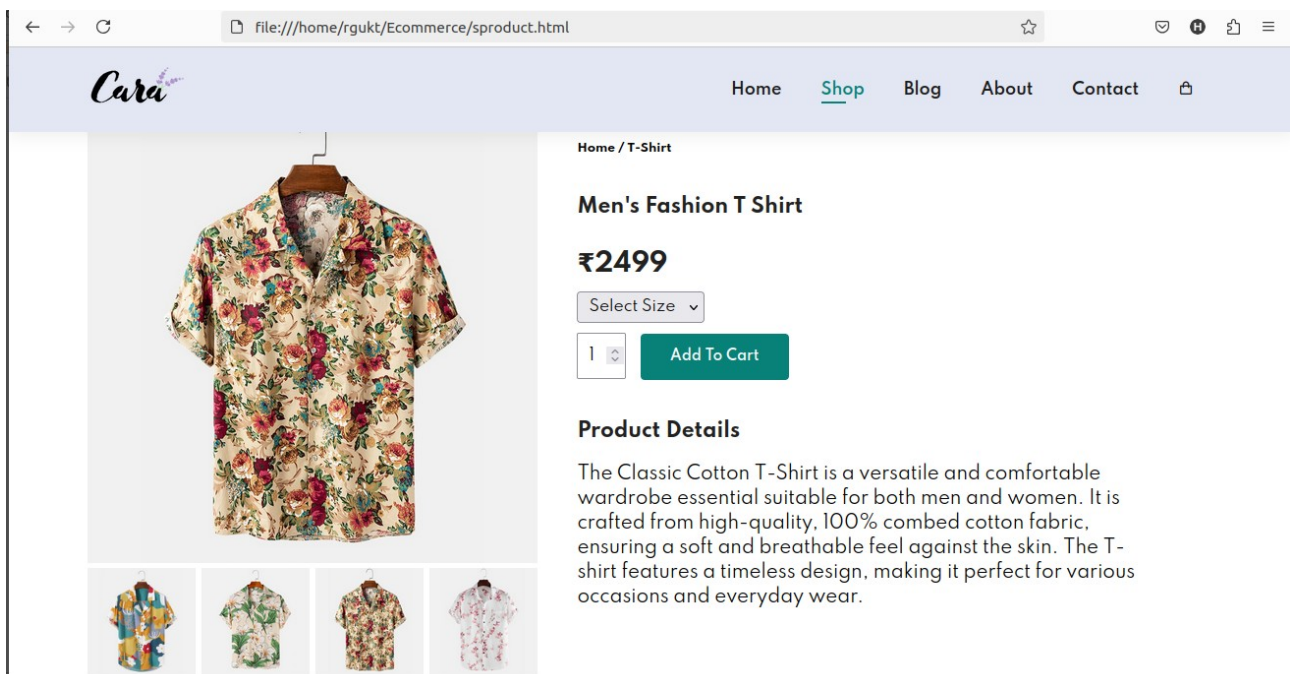 file:///home/rgukt/Ecommerce/sproduct.html
Cara
Home Shop Blog About Contact
Home / T-Shirt
Men's Fashion T Shirt
₹2499
Select Size
1 Add To Cart
Product Details
The Classic Cotton T-Shirt is a versatile and comfortable
wardrobe essential suitable for both men and women. It is
crafted from high-quality, 100% combed cotton fabric,
ensuring a soft and breathable feel against the skin. The T-
shirt features a timeless design, making it perfect for various
occasions and everyday wear.